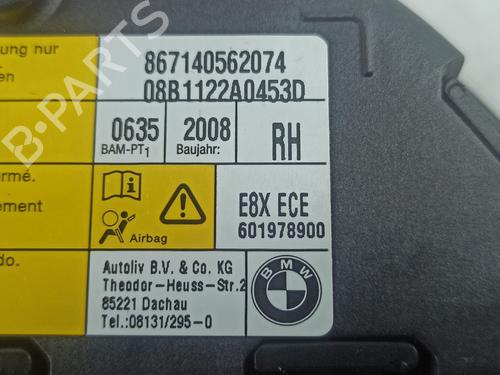 ung nur
en
867140562074
08B1122A0453D
0635
BAM-PT1
2008
Baujahr:
RH
rmé.
ement
Airbag
E8X ECE
601978900
do.
Autoliv B.V. & Co. KG
Theodor-Heuss-Str.2
85221 Dachau
Tel.:08131/295-0
BMW
B-PARTS